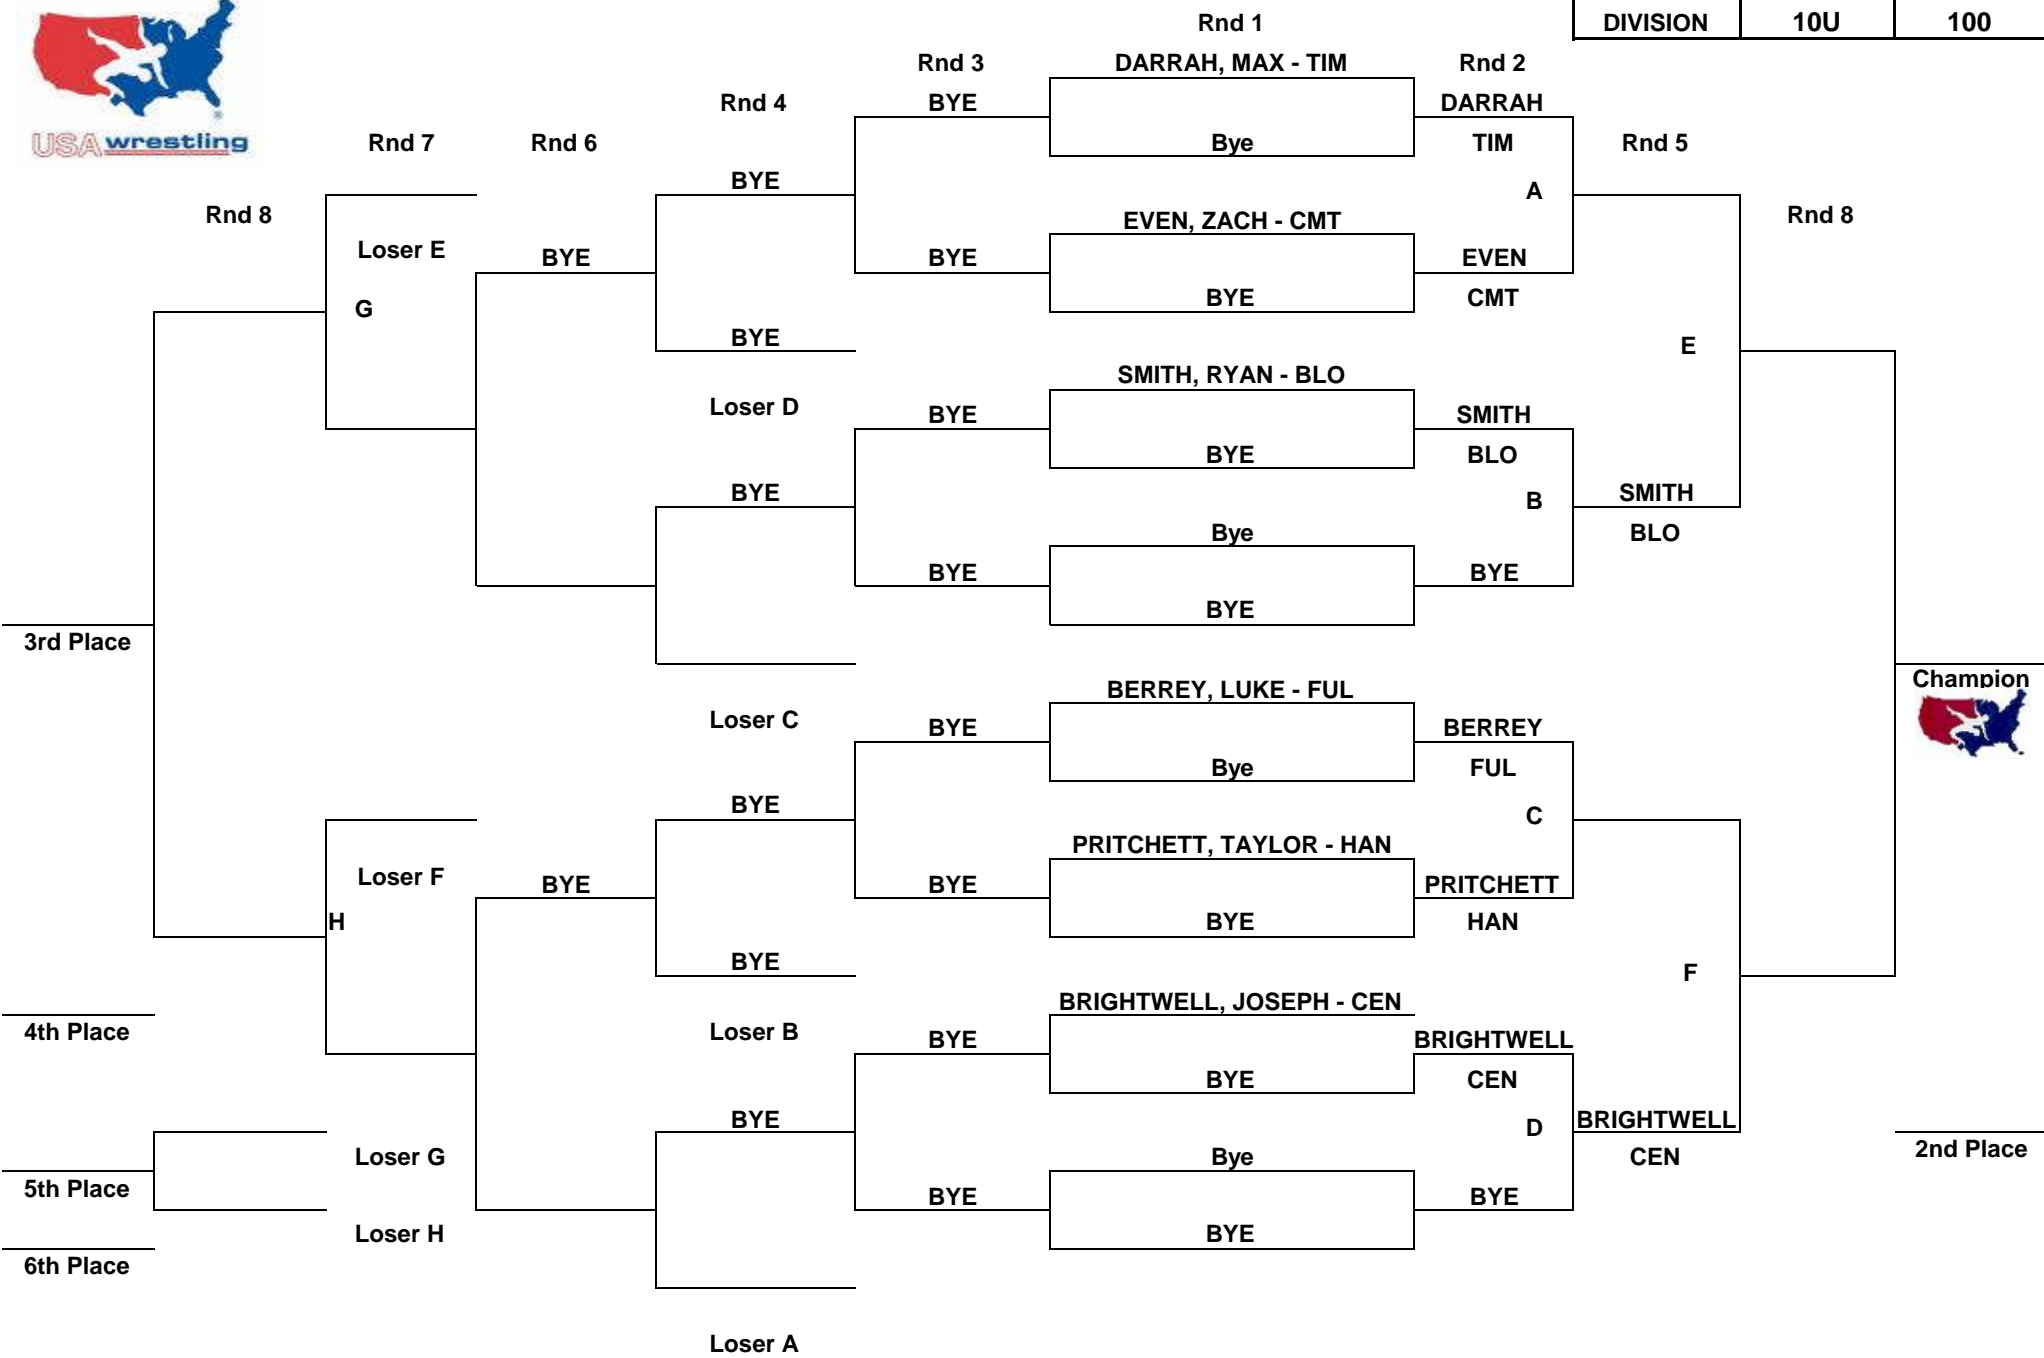 Rnd 1
DIVISION 10U 100
Rnd 3 DARRAH, MAX - TIM Rnd 2
Rnd 4 BYE DARRAH
USA wrestling Rnd 7 Rnd 6 Bye TIM Rnd 5
BYE A
Rnd 8 EVEN, ZACH - CMT Rnd 8
Loser E BYE BYE EVEN
G BYE CMT
BYE E
SMITH, RYAN - BLO
Loser D BYE SMITH
BYE BLO
BYE B SMITH
Bye BLO
BYE BYE
BYE
3rd Place
BERREY, LUKE - FUL Champion
Loser C BYE BERREY
Bye FUL
BYE C
PRITCHETT, TAYLOR - HAN
Loser F BYE BYE PRITCHETT
H BYE HAN
BYE F
BRIGHTWELL, JOSEPH - CEN
4th Place Loser B BYE BRIGHTWELL
BYE CEN
BYE D BRIGHTWELL
Loser G Bye CEN 2nd Place
5th Place BYE BYE
Loser H BYE
6th Place
Loser A